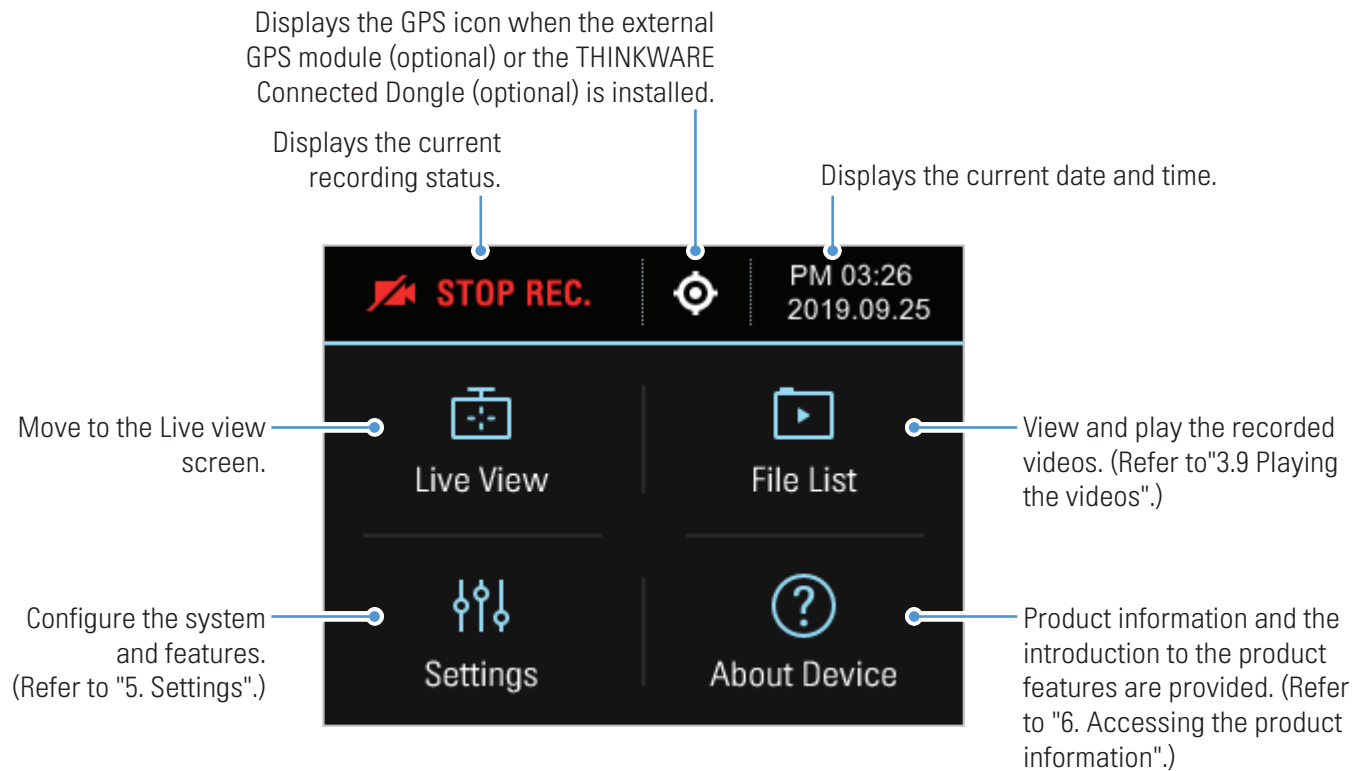 Displays the GPS icon when the external
GPS module (optional) or the THINKWARE
Connected Dongle (optional) is installed.
Displays the current
recording status.
Displays the current date and time.
STOP REC.
PM 03:26
2019.09.25
Move to the Live view
screen.
Live View
File List
View and play the recorded
videos. (Refer to"3.9 Playing
the videos".)
Configure the system
and features.
(Refer to "5. Settings".)
Settings
About Device
Product information and the
introduction to the product
features are provided. (Refer
to "6. Accessing the product
information".)